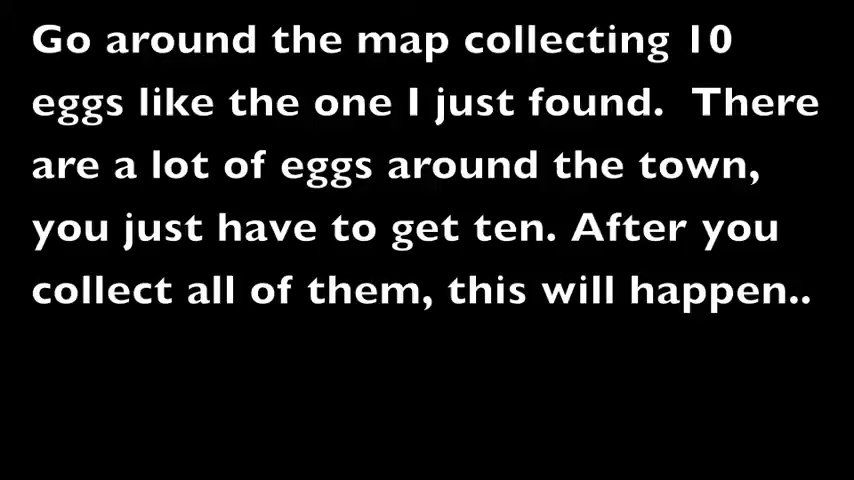 Go around the map collecting 10
eggs like the one I just found.  There
are a lot of eggs around the town,
you just have to get ten. After you
collect all of them, this will happen..